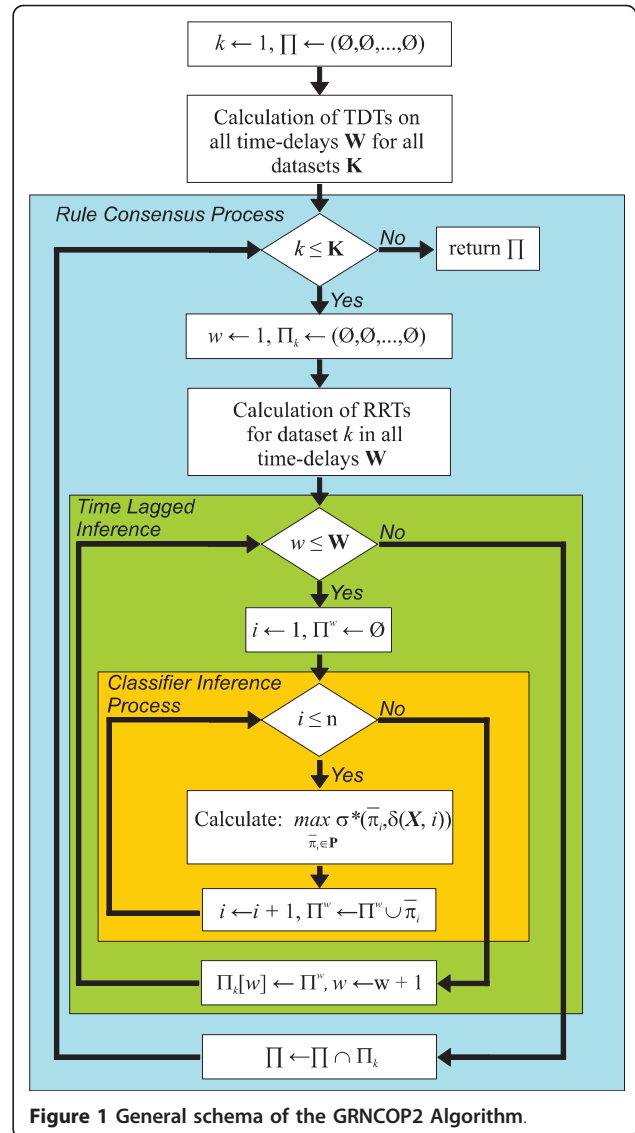 k ← 1, ∏ ← (Ø,Ø,...,Ø)
Calculation of TDTs on
all time-delays W for all
datasets K
Rule Consensus Process
k ≤ K
No
return ∏
Yes
w ← 1, Π_k ← (Ø,Ø,...,Ø)
Calculation of RRTs
for dataset k in all
time-delays W
Time Lagged
Inference
w ≤ W
No
Yes
i ← 1, Π^w ← Ø
Classifier Inference
Process
i ≤ n
No
Yes
Calculate: max σ*(π̅_i,δ(X, i))
π̅_i∈P
i ←i + 1, Π^w ←Π^w ∪ π̅_i
Π_k[w] ← Π^w, w ←w + 1
∏ ←∏ ∩ Π_k
Figure 1 General schema of the GRNCOP2 Algorithm.